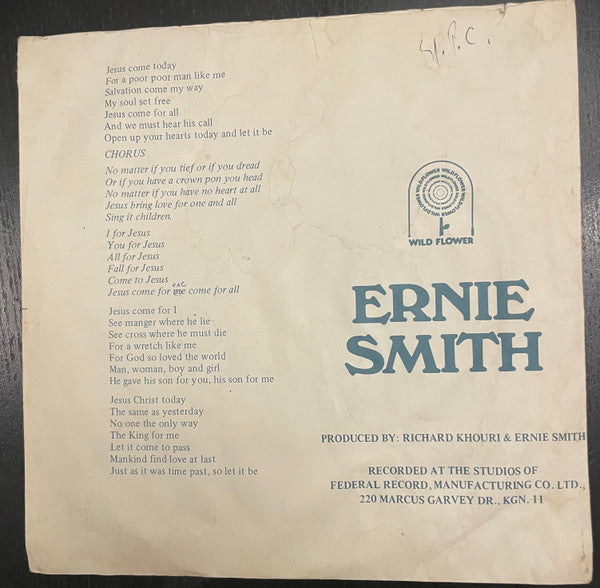 Sp. P. C.
Jesus come today
For a poor poor man like me
Salvation come my way
My soul set free
Jesus come for all
And we must hear his call
Open up your hearts today and let it be
CHORUS
No matter if you tief or if you dread
Or if you have a crown pon you head
No matter if you have no heart at all
Jesus bring love for one and all
Sing it children.
I for Jesus
You for Jesus
All for Jesus
Fall for Jesus
Come to Jesus
one
Jesus come for me come for all
Jesus come for I
See manger where he lie
See cross where he must die
For a wretch like me
For God so loved the world
Man, woman, boy and girl
He gave his son for you, his son for me
Jesus Christ today
The same as yesterday
No one the only way
The King for me
Let it come to pass
Mankind find love at last
Just as it was time past, so let it be
WILDFLOWER WILDFLOWER WILDFLOWER
WILD FLOWER
ERNIE
SMITH
PRODUCED BY: RICHARD KHOURI & ERNIE SMITH
RECORDED AT THE STUDIOS OF
FEDERAL RECORD, MANUFACTURING CO. LTD.,
220 MARCUS GARVEY DR., KGN. 11